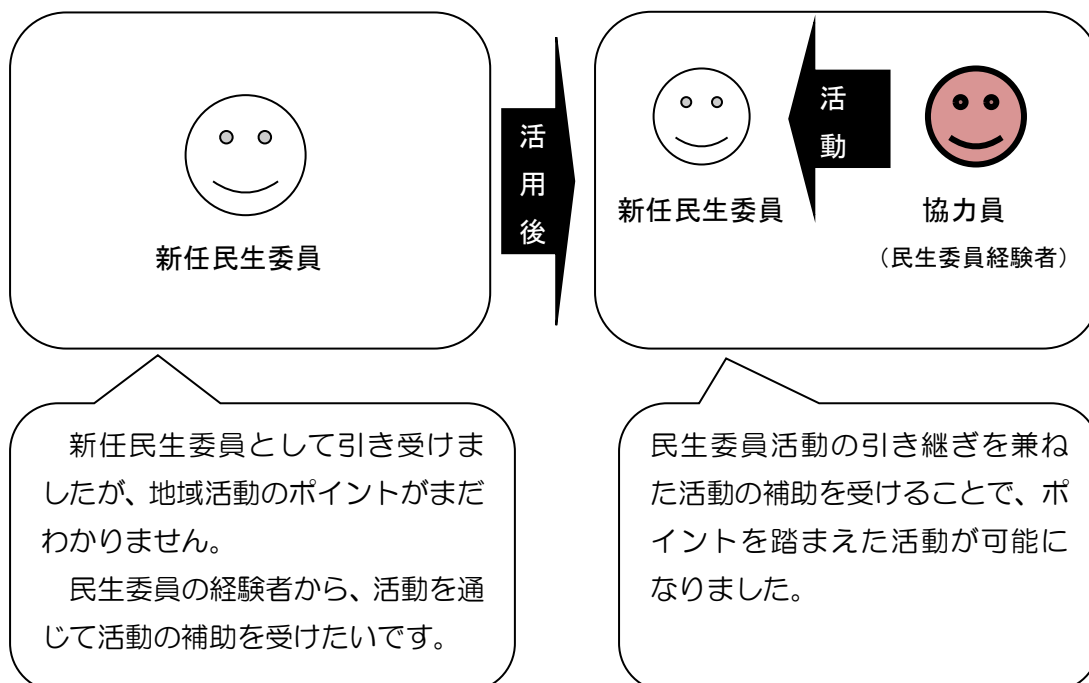 新任民生委員
活
用
後
新任民生委員
活
動
協力員
（民生委員経験者）
新任民生委員として引き受けま
したが、地域活動のポイントがまだ
わかりません。
民生委員の経験者から、活動を通
じて活動の補助を受けたいです。
民生委員活動の引き継ぎを兼ね
た活動の補助を受けることで、ポ
イントを踏まえた活動が可能に
なりました。